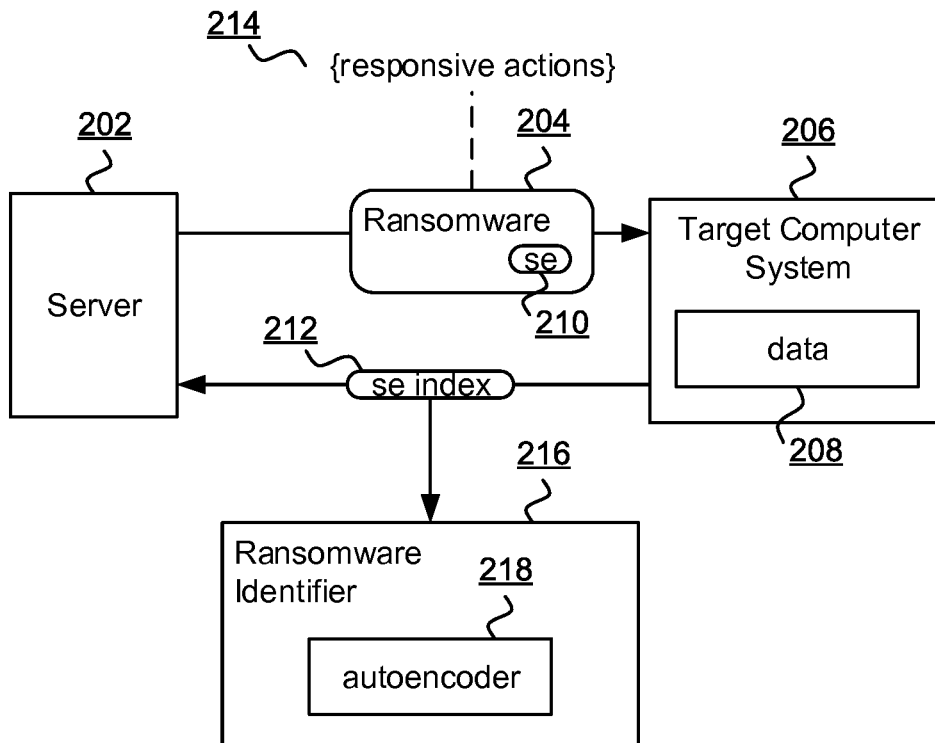 214
{responsive actions}
202
204
206
Ransomware
se
210
Target Computer
System
Server
data
212
se index
208
216
Ransomware
Identifier
218
autoencoder